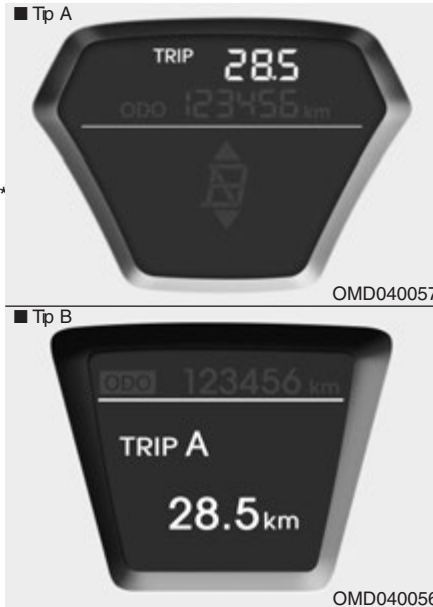 ■ Tip A
TRIP 28.5
ODO 123456 km
*
OMD040057
■ Tip B
ODO 123456 km
TRIP A
28.5km
OMD040056